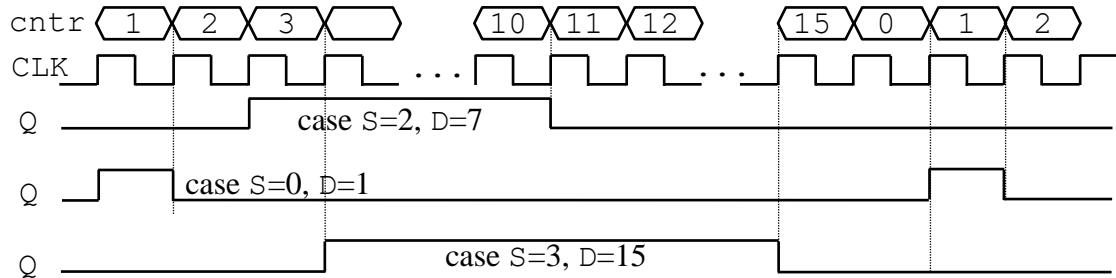 cntr 1 2 3 10 11 12 15 0 1 2
CLK ... ...
Q case S=2, D=7
Q case S=0, D=1
Q case S=3, D=15